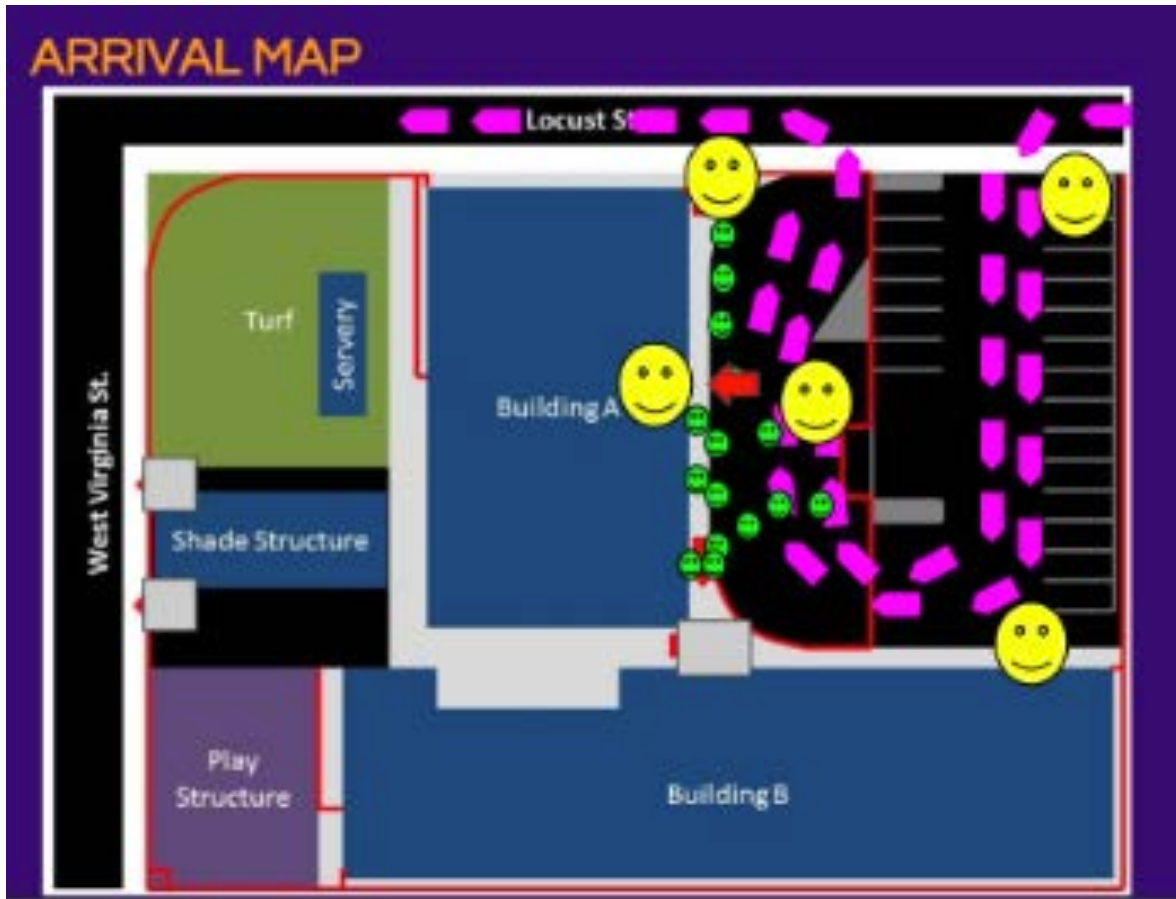 ARRIVAL MAP
Locust St.
Turf
Servery
Building A
West Virginia St.
Shade Structure
Play
Structure
Building B